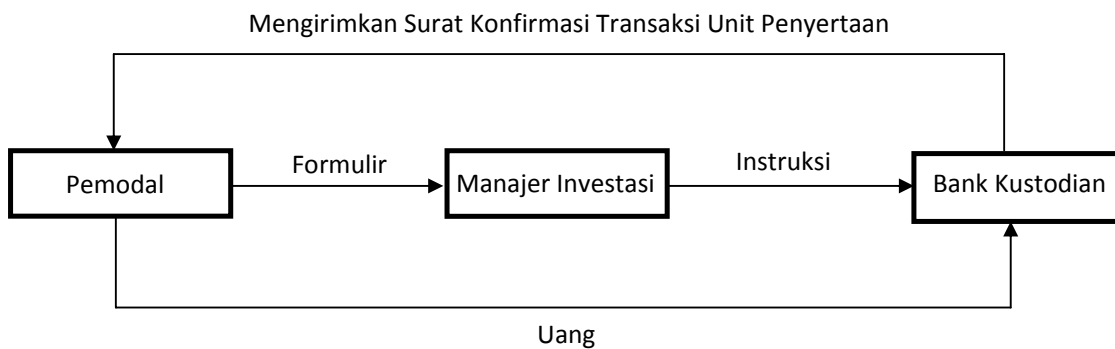 Mengirimkan Surat Konfirmasi Transaksi Unit Penyertaan
Formulir
Instruksi
Pemodal
Manajer Investasi
Bank Kustodian
Uang